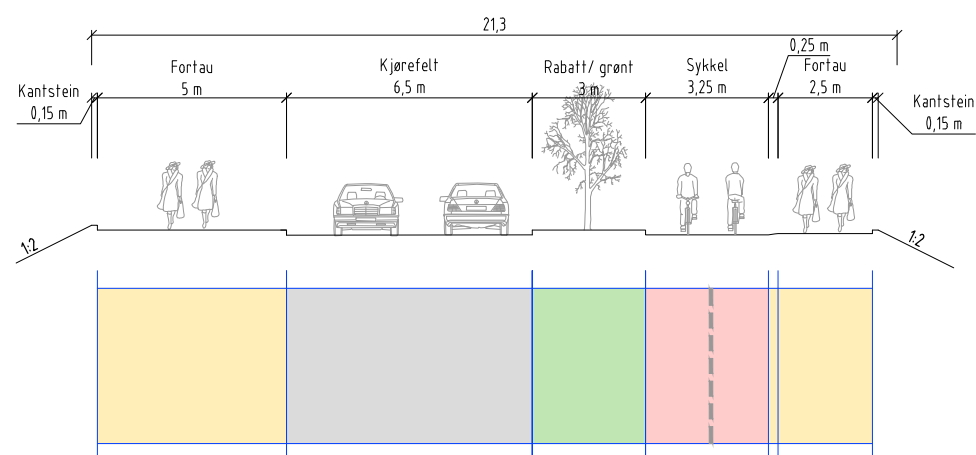 21,3
0,25 m
Fortau
5 m
Kjørefelt
6,5 m
Rabatt/ grønt
3 m
Sykkel
3,25 m
Fortau
2,5 m
Kantstein
0,15 m
Kantstein
0,15 m
1:2
1:2